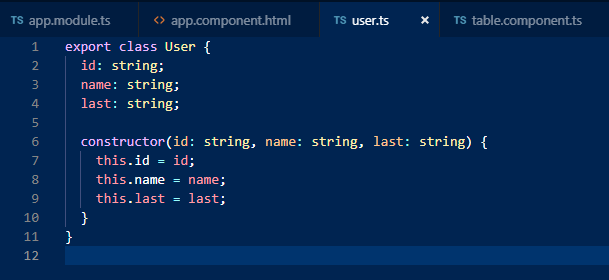 TS app.module.ts <> app.component.html TS user.ts × TS table.component.ts
1 export class User {
2   id: string;
3   name: string;
4   last: string;
5
6   constructor(id: string, name: string, last: string) {
7     this.id = id;
8     this.name = name;
9     this.last = last;
10   }
11 }
12